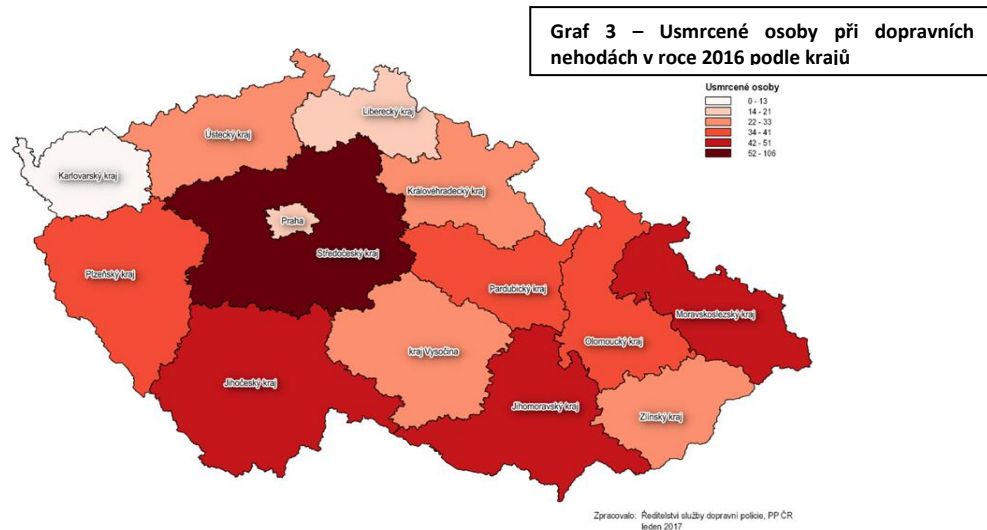 Graf 3 – Usmrcené osoby při dopravních
nehodách v roce 2016 podle krajů
Usmrcené osoby
0 - 13
14 - 21
22 - 33
34 - 41
42 - 51
52 - 106
Liberecký kraj
Ústecký kraj
Karlovarský kraj
Královéhradecký kraj
Praha
Středočeský kraj
Plzeňský kraj
Pardubický kraj
Moravskoslezský kraj
Olomoucký kraj
kraj Vysočina
Jihočeský kraj
Jihomoravský kraj
Zlínský kraj
Zpracovalo: Ředitelství služby dopravní policie, PP ČR
leden 2017